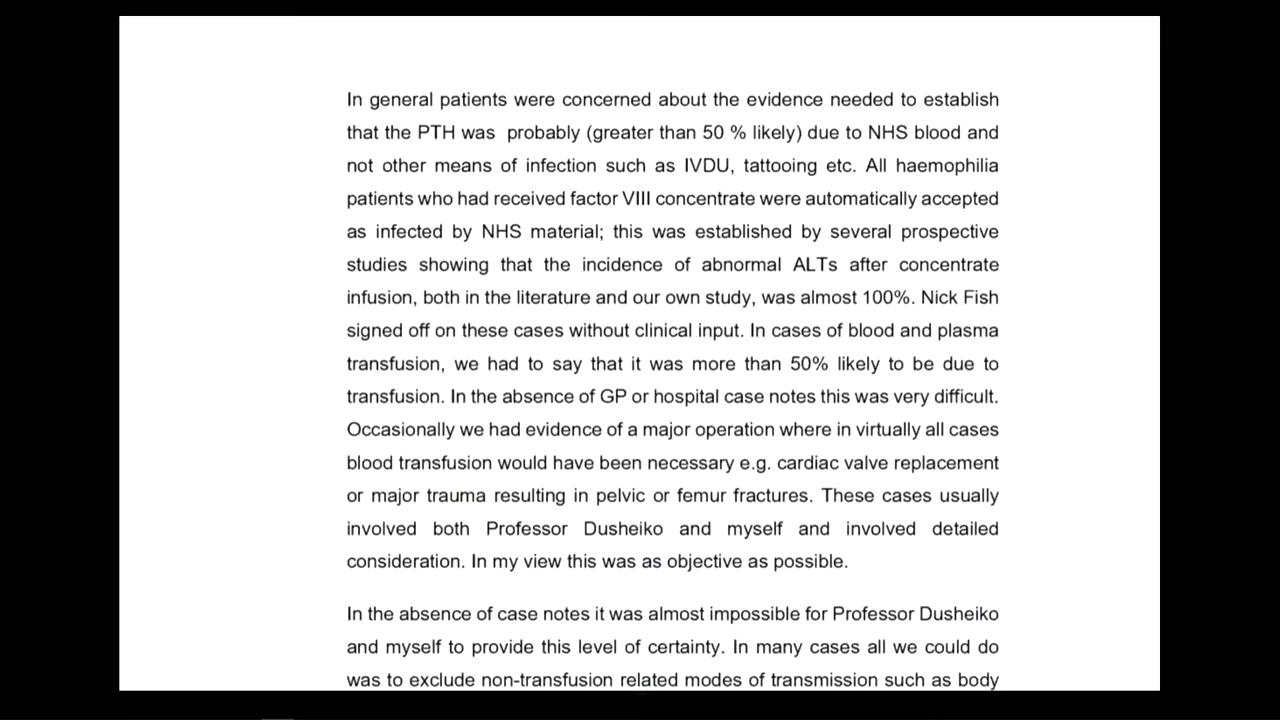 In general patients were concerned about the evidence needed to establish
that the PTH was probably (greater than 50 % likely) due to NHS blood and
not other means of infection such as IVDU, tattooing etc. All haemophilia
patients who had received factor VIII concentrate were automatically accepted
as infected by NHS material; this was established by several prospective
studies showing that the incidence of abnormal ALTs after concentrate
infusion, both in the literature and our own study, was almost 100%. Nick Fish
signed off on these cases without clinical input. In cases of blood and plasma
transfusion, we had to say that it was more than 50% likely to be due to
transfusion. In the absence of GP or hospital case notes this was very difficult.
Occasionally we had evidence of a major operation where in virtually all cases
blood transfusion would have been necessary e.g. cardiac valve replacement
or major trauma resulting in pelvic or femur fractures. These cases usually
involved both Professor Dusheiko and myself and involved detailed
consideration. In my view this was as objective as possible.
In the absence of case notes it was almost impossible for Professor Dusheiko
and myself to provide this level of certainty. In many cases all we could do
was to exclude non-transfusion related modes of transmission such as body